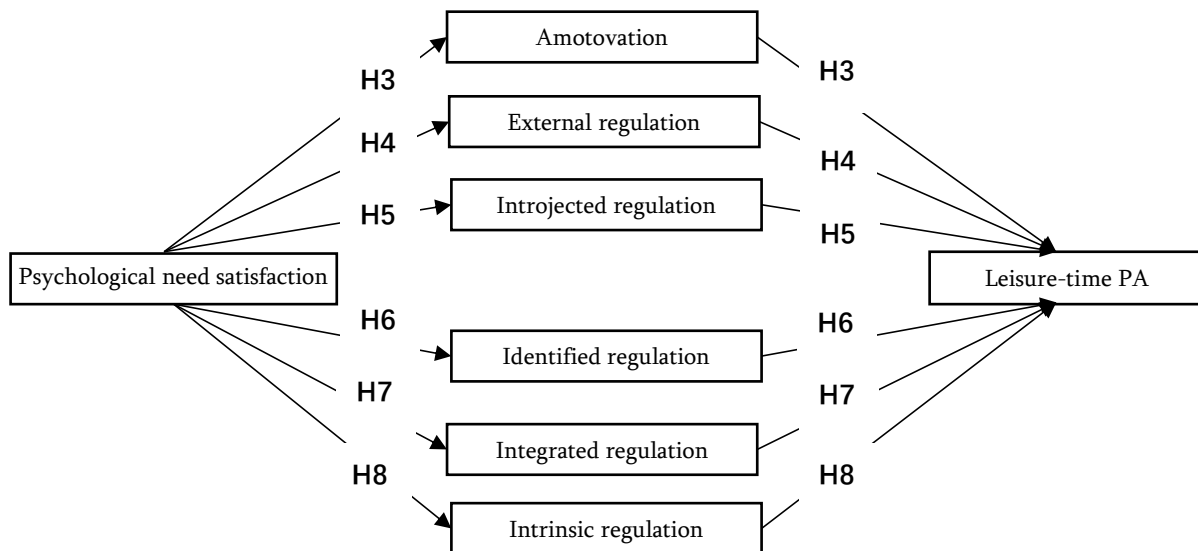 Amotovation
H3
H3
External regulation
H4
H4
Introjected regulation
H5
H5
Psychological need satisfaction
Leisure-time PA
H6
H6
Identified regulation
H7
H7
Integrated regulation
H8
H8
Intrinsic regulation